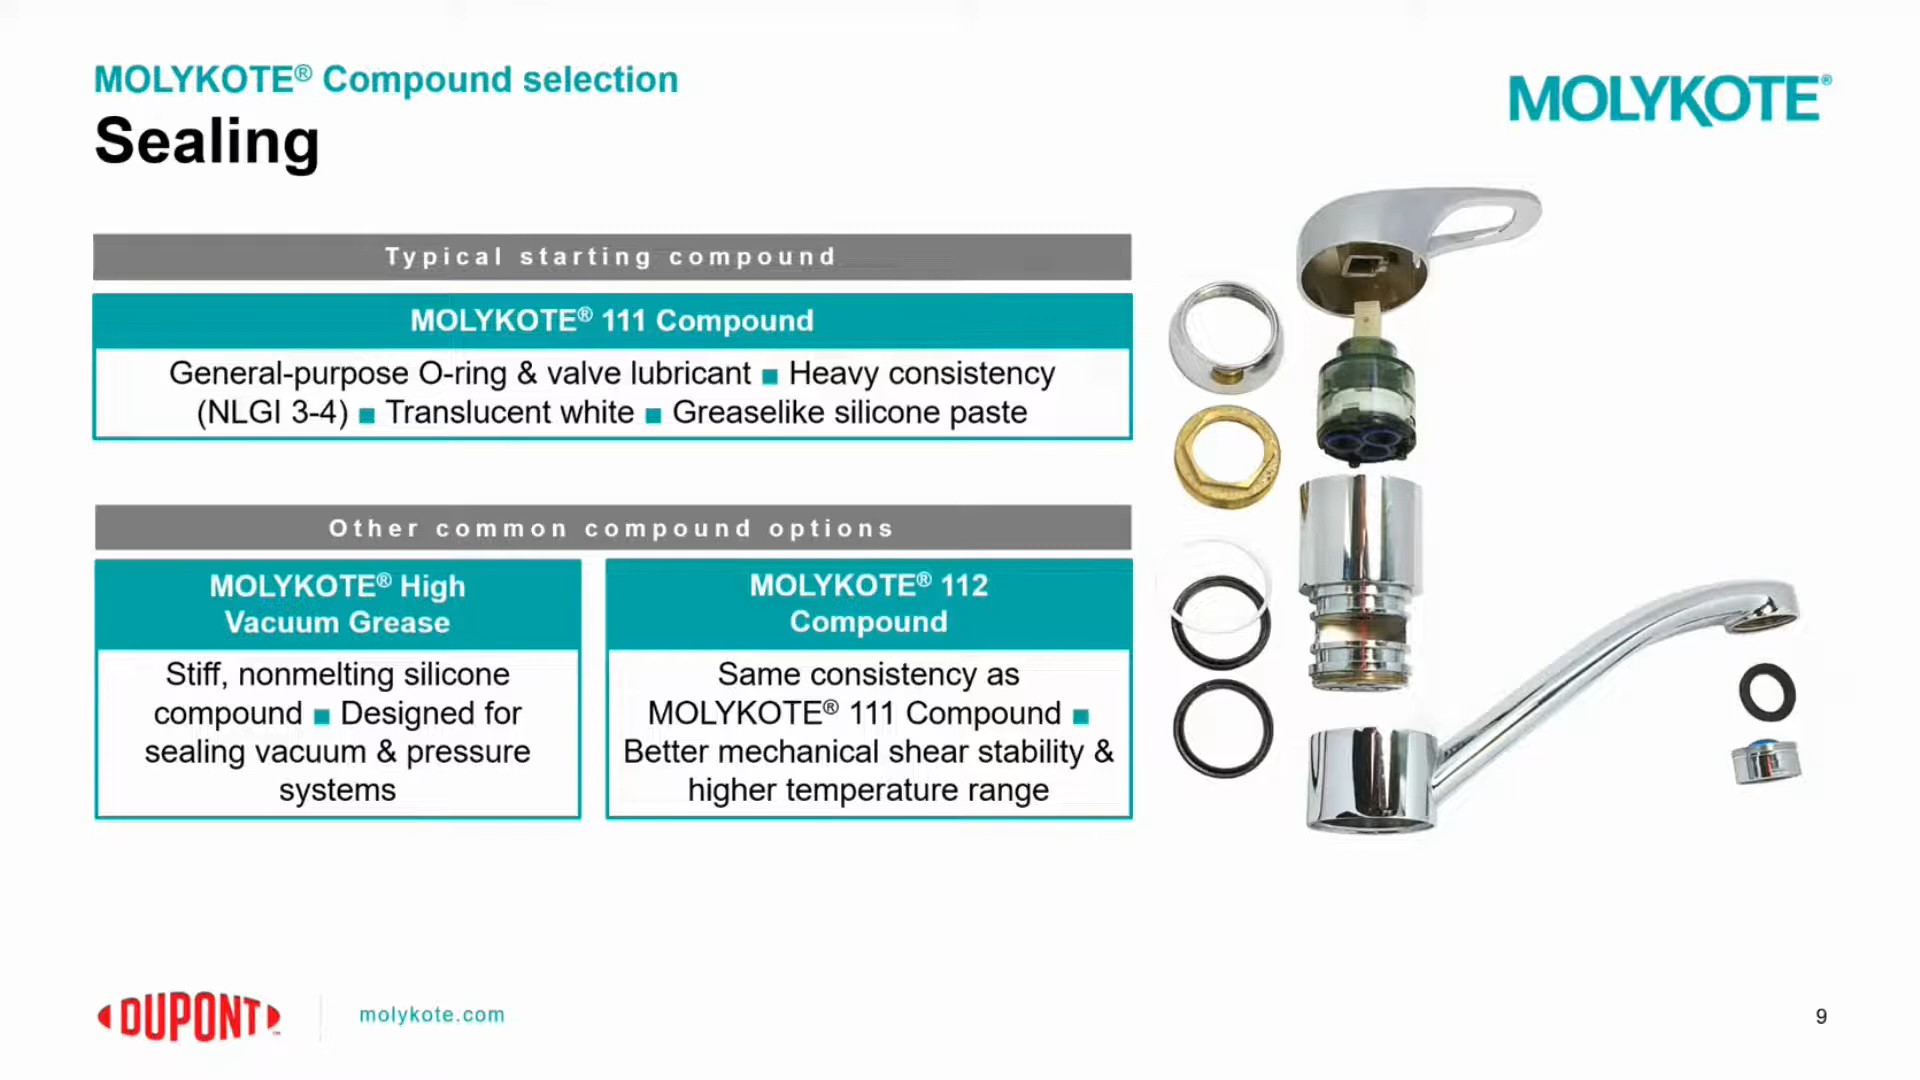 MOLYKOTE® Compound selection
Sealing
MOLYKOTE®
Typical starting compound
MOLYKOTE® 111 Compound
General-purpose O-ring & valve lubricant ■ Heavy consistency
(NLGI 3-4) ■ Translucent white ■ Greaselike silicone paste
Other common compound options
MOLYKOTE® High
Vacuum Grease
Stiff, nonmelting silicone
compound ■ Designed for
sealing vacuum & pressure
systems
MOLYKOTE® 112
Compound
Same consistency as
MOLYKOTE® 111 Compound ■
Better mechanical shear stability &
higher temperature range
DUPONT™
molykote.com
9